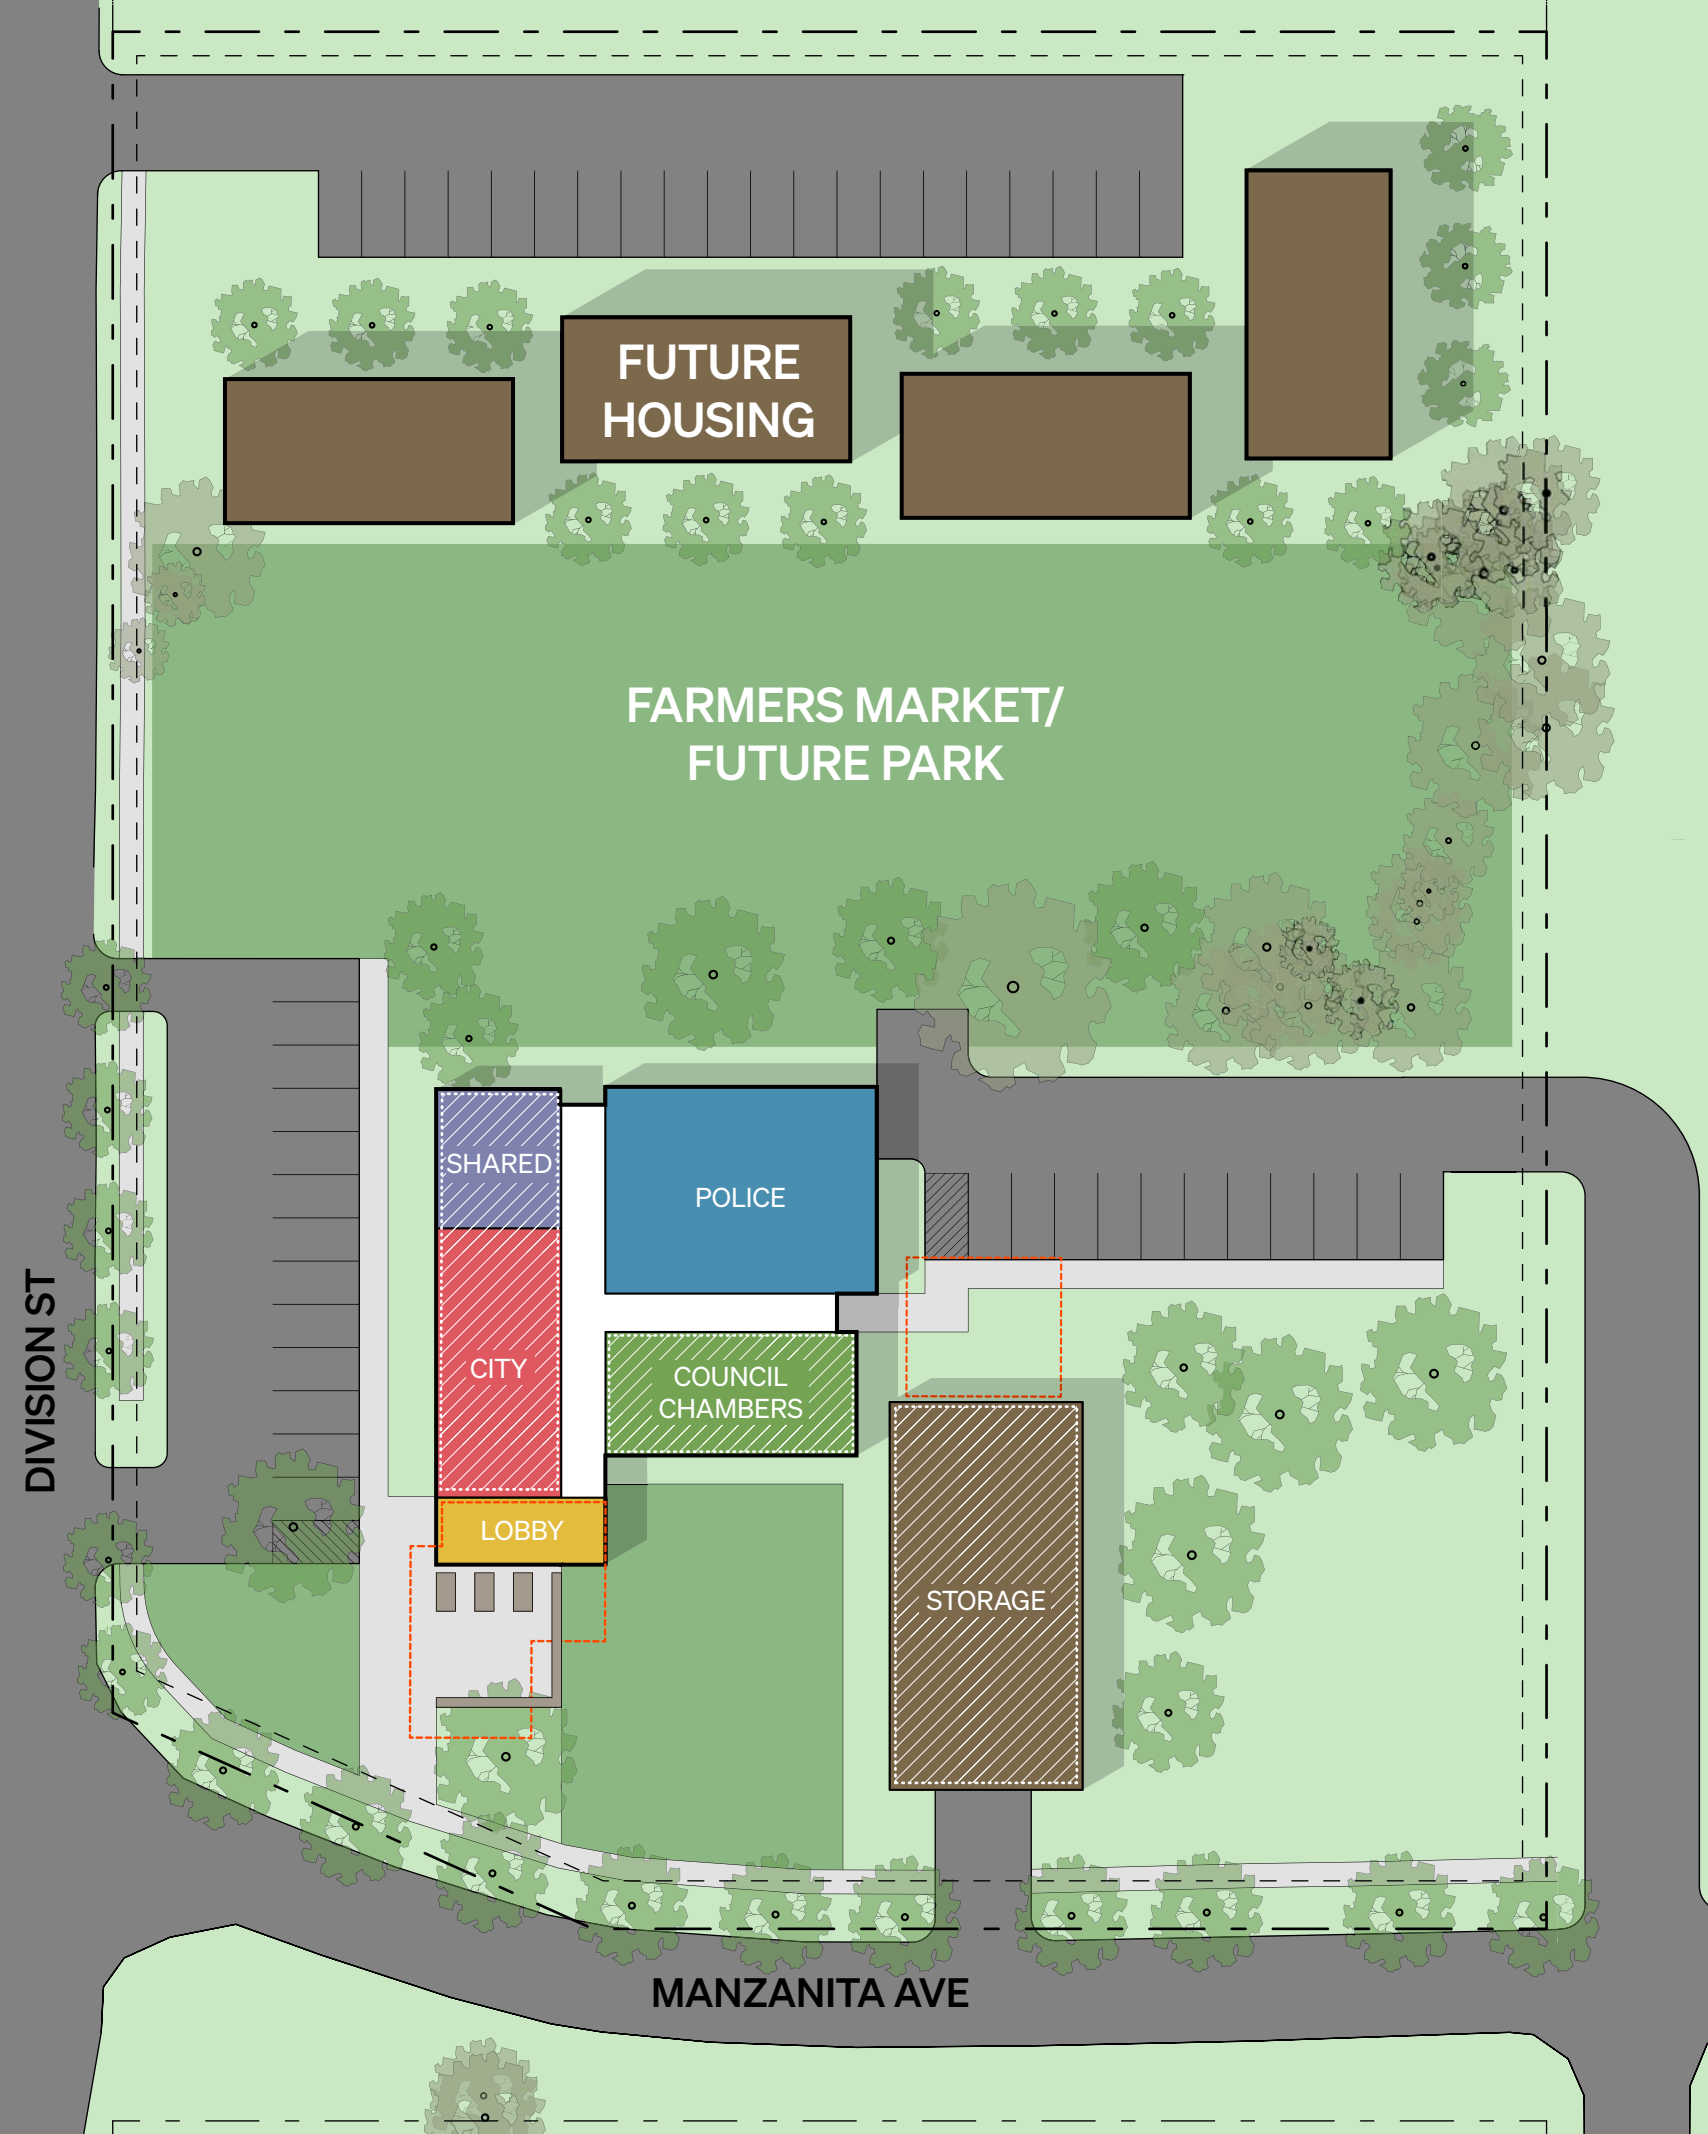 FUTURE
HOUSING
FARMERS MARKET/
FUTURE PARK
SHARED
POLICE
CITY
COUNCIL
CHAMBERS
LOBBY
STORAGE
DIVISION ST
MANZANITA AVE